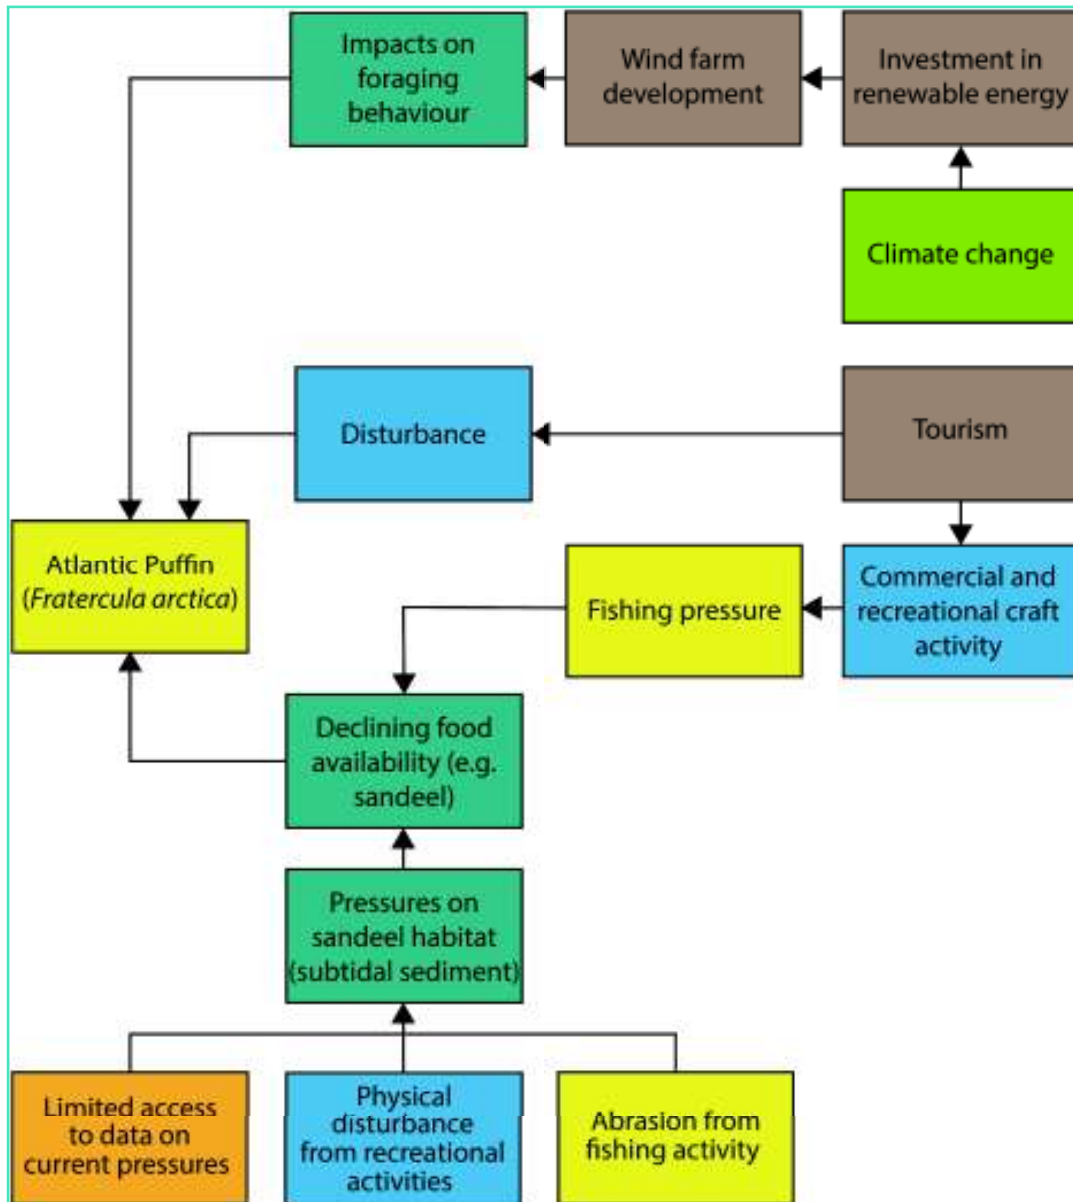 Impacts on
foraging
behaviour
Wind farm
development
Investment in
renewable energy
Climate change
Disturbance
Tourism
Atlantic Puffin
(Fratercula arctica)
Fishing pressure
Commercial and
recreational craft
activity
Declining food
availability (e.g.
sandeel)
Pressures on
sandeel habitat
(subtidal sediment)
Limited access
to data on
current pressures
Physical
disturbance
from recreational
activities
Abrasion from
fishing activity